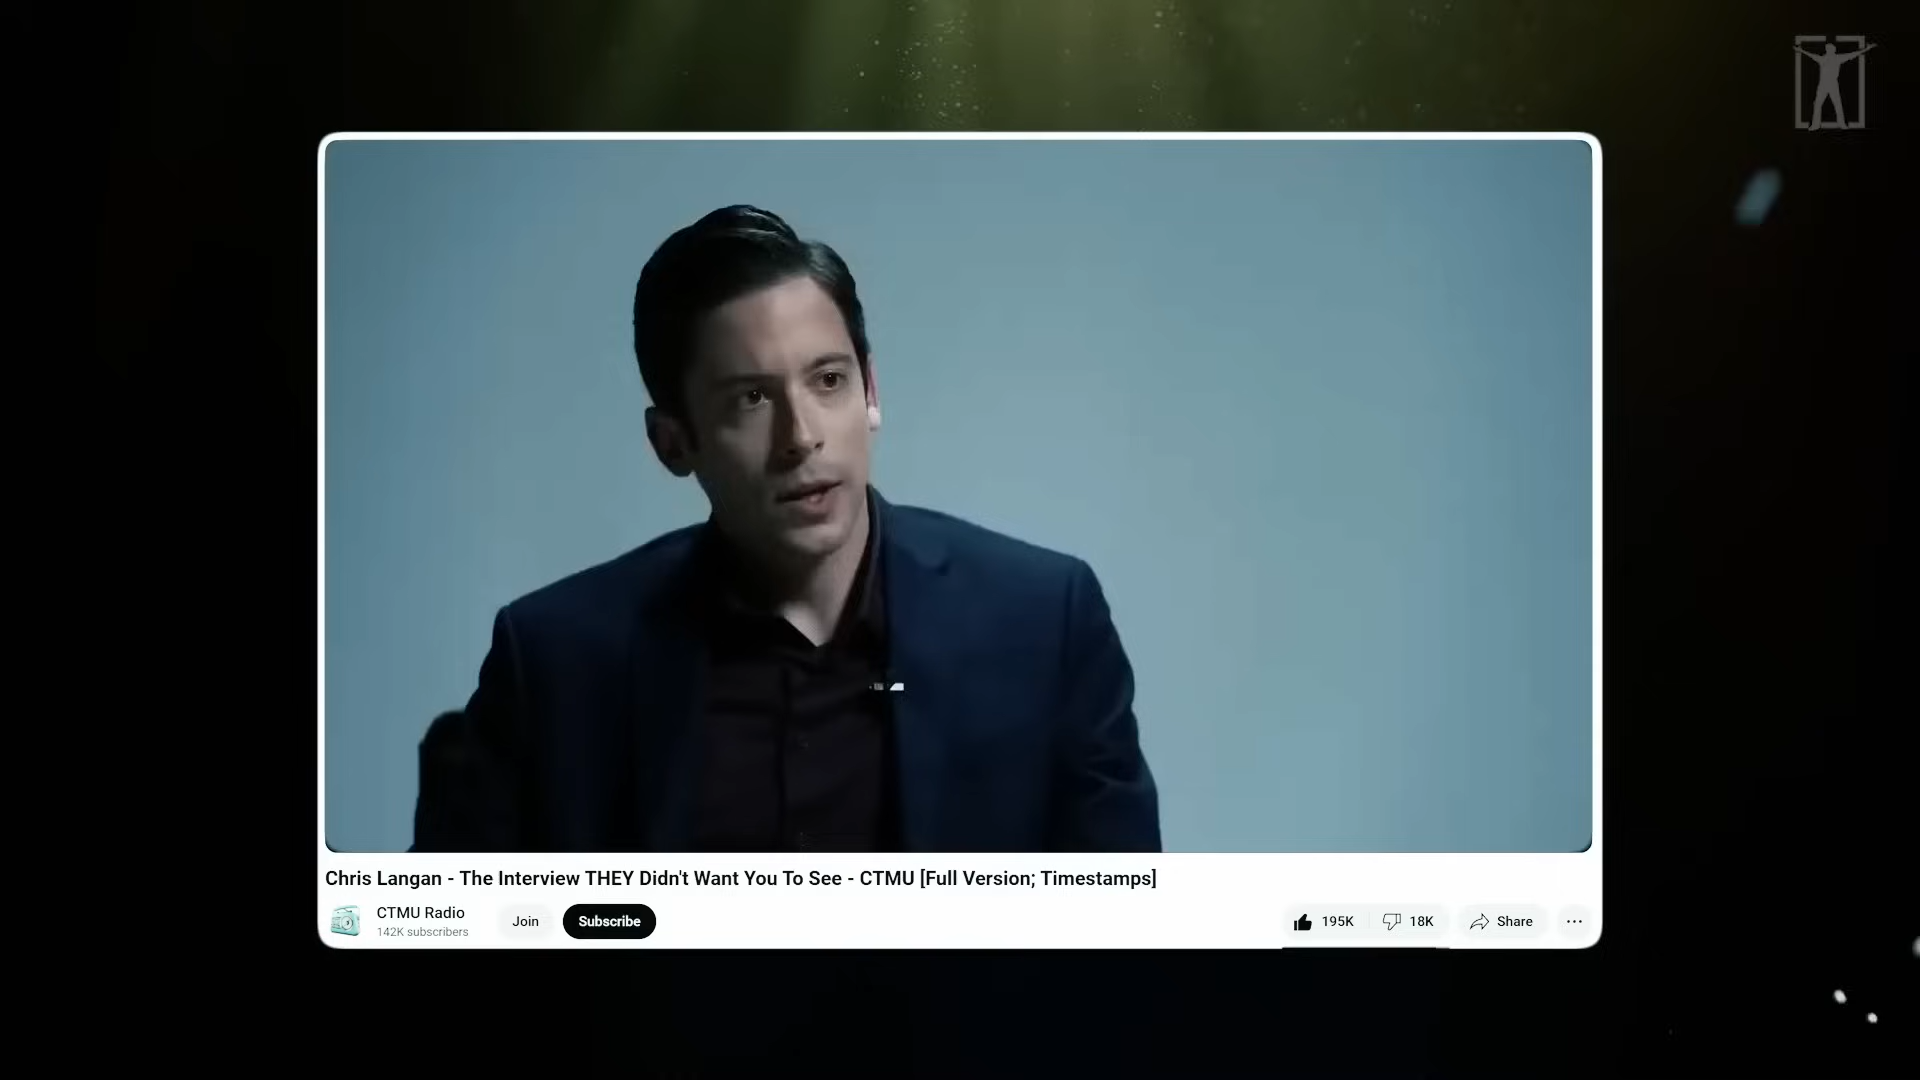 Chris Langan - The Interview THEY Didn't Want You To See - CTMU [Full Version; Timestamps]
CTMU Radio
142K subscribers
Join
Subscribe
195K
18K
Share